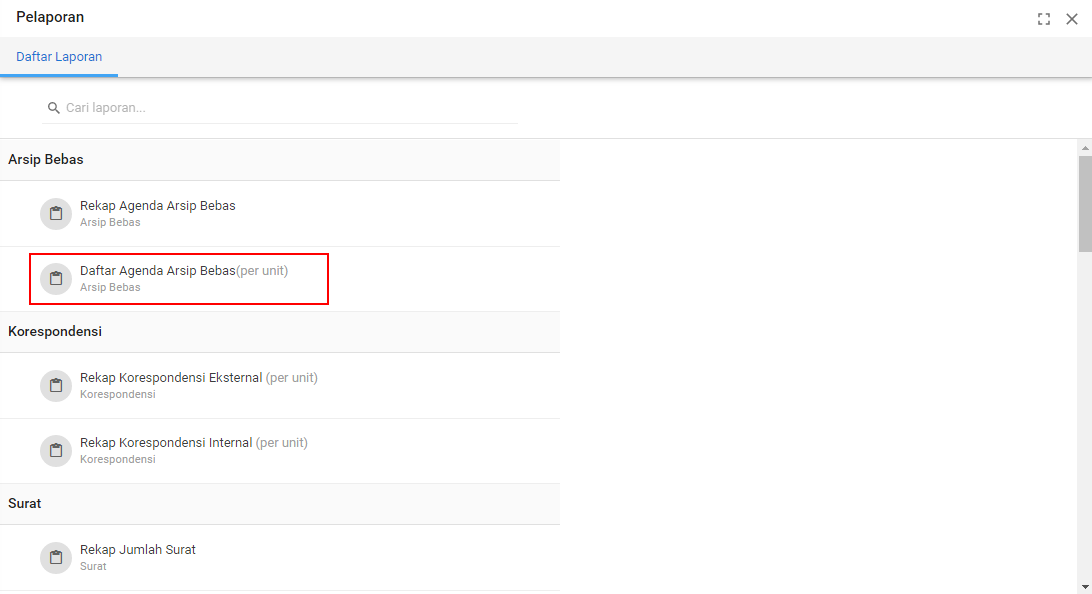 Pelaporan
Daftar Laporan
Cari laporan...
Arsip Bebas
Rekap Agenda Arsip Bebas
Arsip Bebas
Daftar Agenda Arsip Bebas(per unit)
Arsip Bebas
Korespondensi
Rekap Korespondensi Eksternal (per unit)
Korespondensi
Rekap Korespondensi Internal (per unit)
Korespondensi
Surat
Rekap Jumlah Surat
Surat